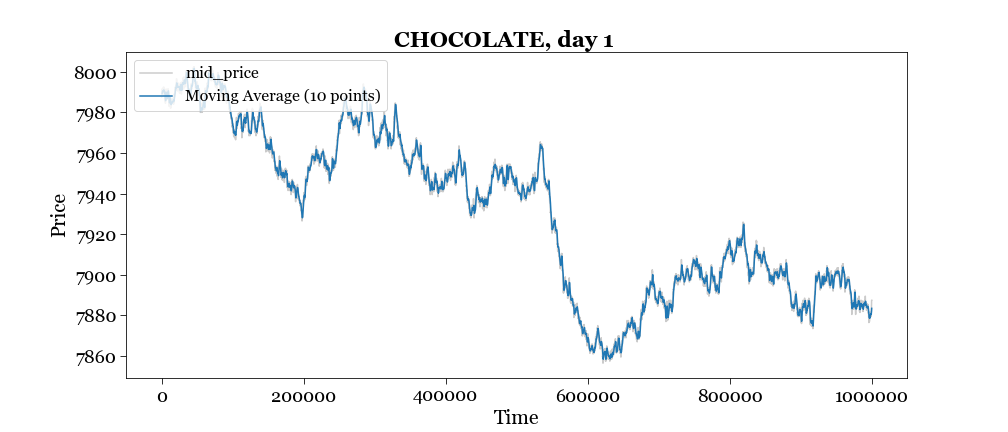 CHOCOLATE, day 1
mid_price
Moving Average (10 points)
Price
8000
7980
7960
7940
7920
7900
7880
7860
0 200000 400000 600000 800000 1000000
Time